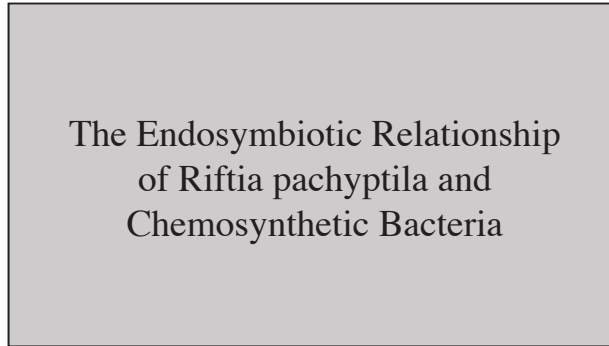 The Endosymbiotic Relationship
of Riftia pachyptila and
Chemosynthetic Bacteria